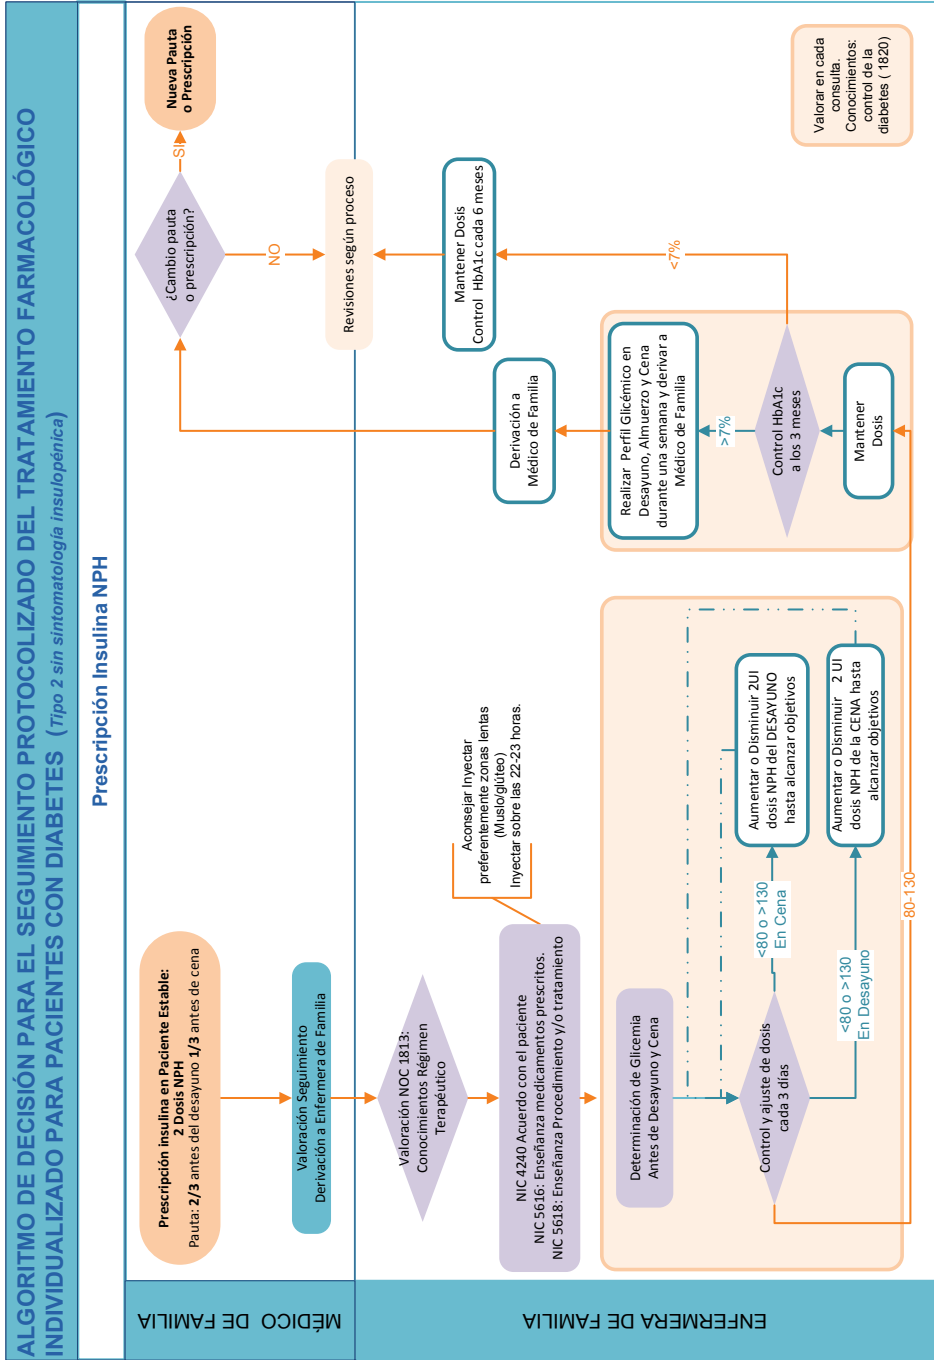 ALGORITMO DE DECISIÓN PARA EL SEGUIMIENTO PROTOCOLIZADO DEL TRATAMIENTO FARMACOLÓGICO
INDIVIDUALIZADO PARA PACIENTES CON DIABETES (Tipo 2 sin sintomatología insulopénica)
Prescripción Insulina NPH
MÉDICO DE FAMILIA
Prescripción insulina en Paciente Estable:
2 Dosis NPH
Pauta: 2/3 antes del desayuno 1/3 antes de cena
Valoración Seguimiento
Derivación a Enfermera de Familia
¿Cambio pauta
o prescripción?
SI
Nueva Pauta
o Prescripción
NO
Revisiones según proceso
ENFERMERA DE FAMILIA
Valoración NOC 1813:
Conocimientos Régimen
Terapéutico
NIC 4240 Acuerdo con el paciente
NIC 5616: Enseñanza medicamentos prescritos.
NIC 5618: Enseñanza Procedimiento y/o tratamiento
Aconsejar Inyectar
preferentemente zonas lentas
(Muslo/glúteo)
Inyectar sobre las 22-23 horas.
Determinación de Glicemia
Antes de Desayuno y Cena
Control y ajuste de dosis
cada 3 días
<80 o >130
En Cena
Aumentar o Disminuir 2UI
dosis NPH del DESAYUNO
hasta alcanzar objetivos
<80 o >130
En Desayuno
Aumentar o Disminuir 2 UI
dosis NPH de la CENA hasta
alcanzar objetivos
80-130
Mantener
Dosis
Control HbA1c
a los 3 meses
>7%
Realizar Perfil Glicémico en
Desayuno, Almuerzo y Cena
durante una semana y derivar a
Médico de Familia
Derivación a
Médico de Familia
<7%
Mantener Dosis
Control HbA1c cada 6 meses
Valorar en cada
consulta.
Conocimientos:
control de la
diabetes ( 1820)